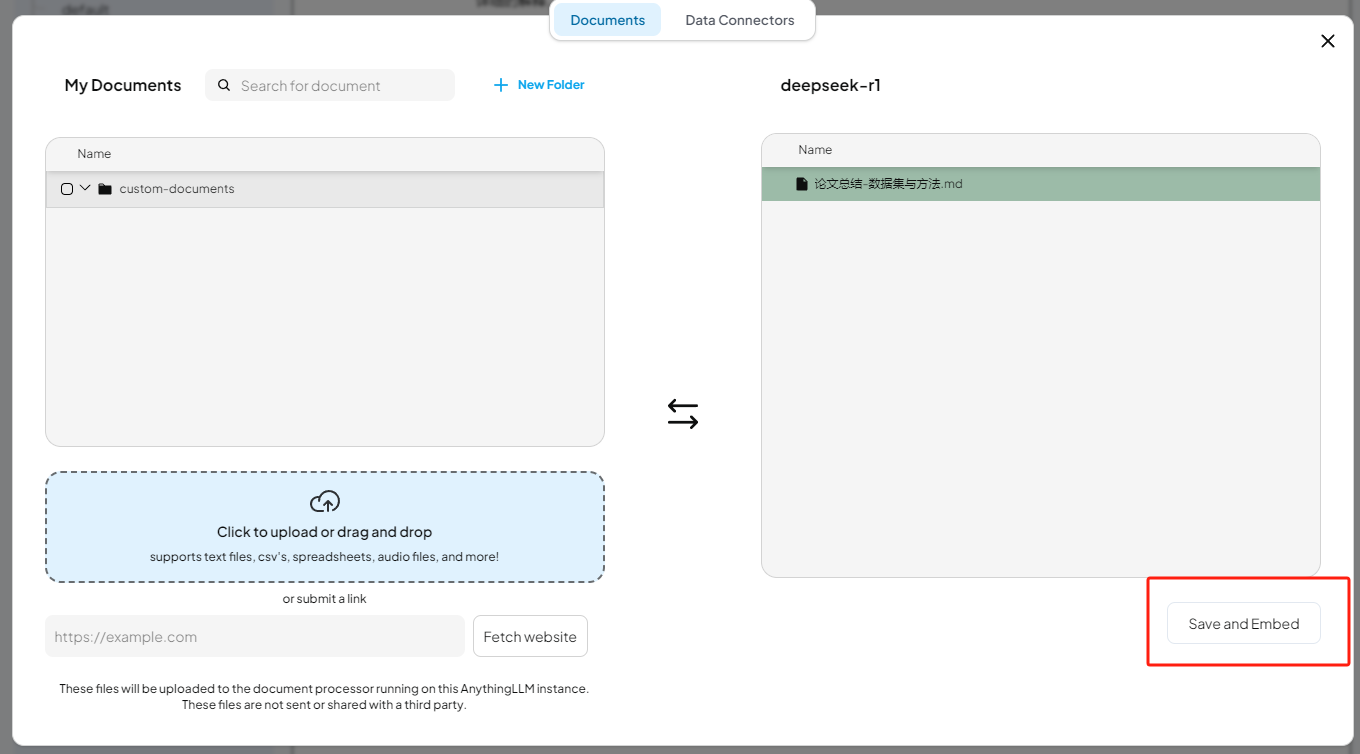 default
Documents
Data Connectors
My Documents
Search for document
New Folder
deepseek-r1
Name
custom-documents
Name
论文总结-数据集与方法.md
Click to upload or drag and drop
supports text files, csv's, spreadsheets, audio files, and more!
or submit a link
https://example.com
Fetch website
Save and Embed
These files will be uploaded to the document processor running on this AnythingLLM instance.
These files are not sent or shared with a third party.